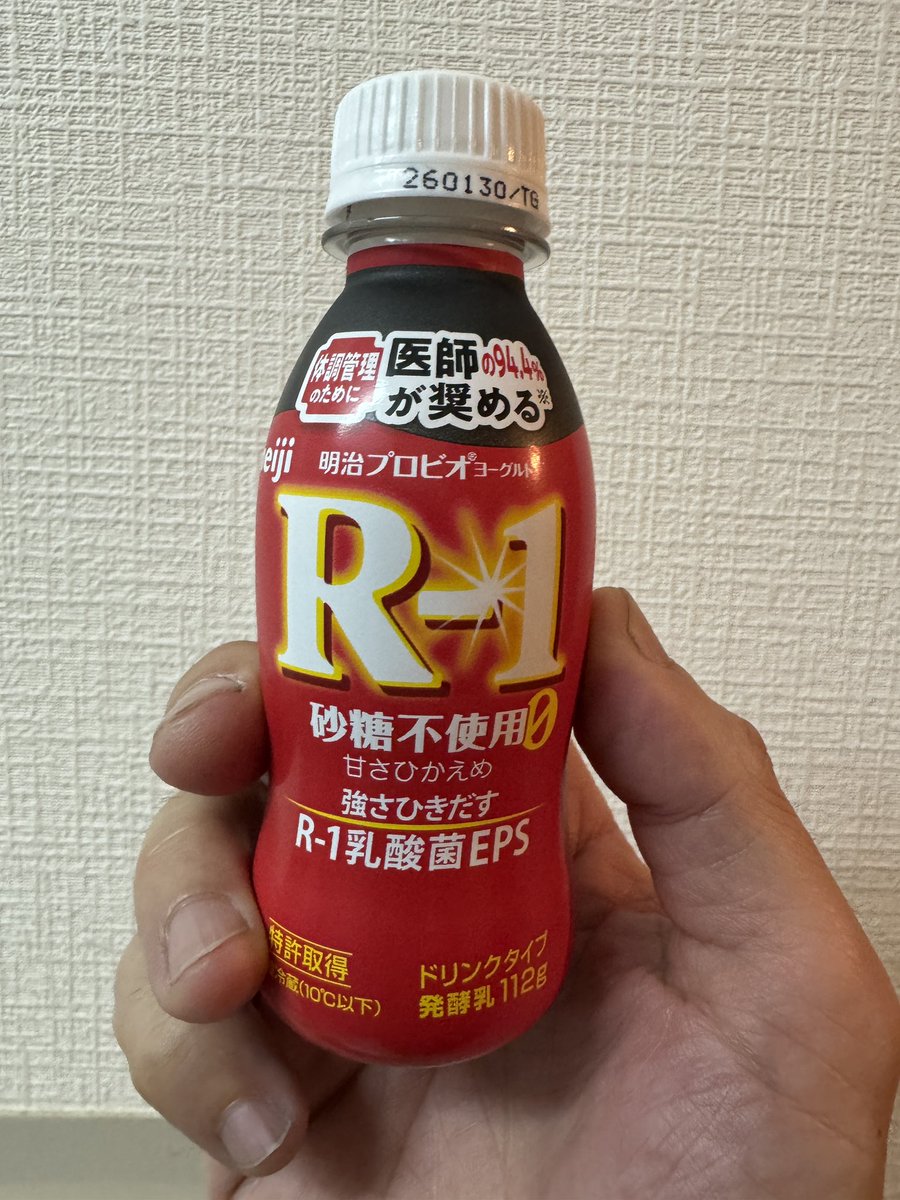 260130/TG
体調管理
のために
医師の94.4%
が奨める※
meiji
明治プロビオ®ヨーグルト
R-1
砂糖不使用0
甘さひかえめ
強さひきだす
R-1乳酸菌EPS
特許取得
冷蔵(10℃以下)
ドリンクタイプ
発酵乳 112g